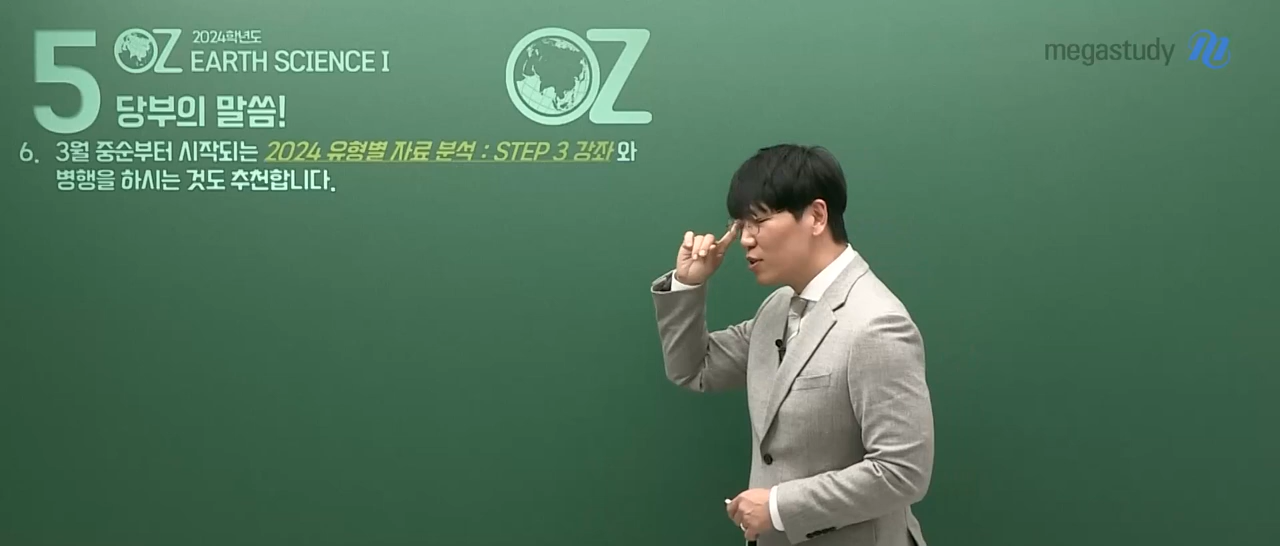 5
OZ
2024학년도
EARTH SCIENCE I
당부의 말씀!
OZ
megastudy
6. 3월 중순부터 시작되는 2024 유형별 자료 분석 : STEP 3 강좌와
병행을 하시는 것도 추천합니다.